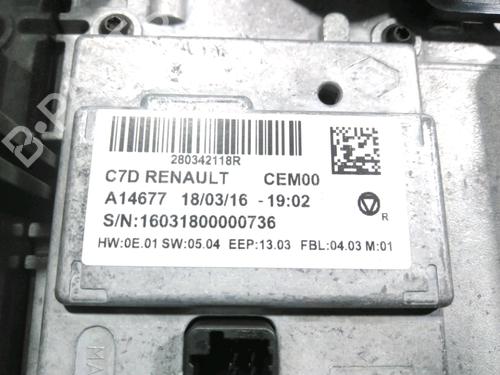 280342118R
C7D RENAULT CEM00
A14677 18/03/16 - 19:02
S/N:16031800000736
R
HW:0E.01 SW:05.04 EEP:13.03 FBL:04.03 M:01